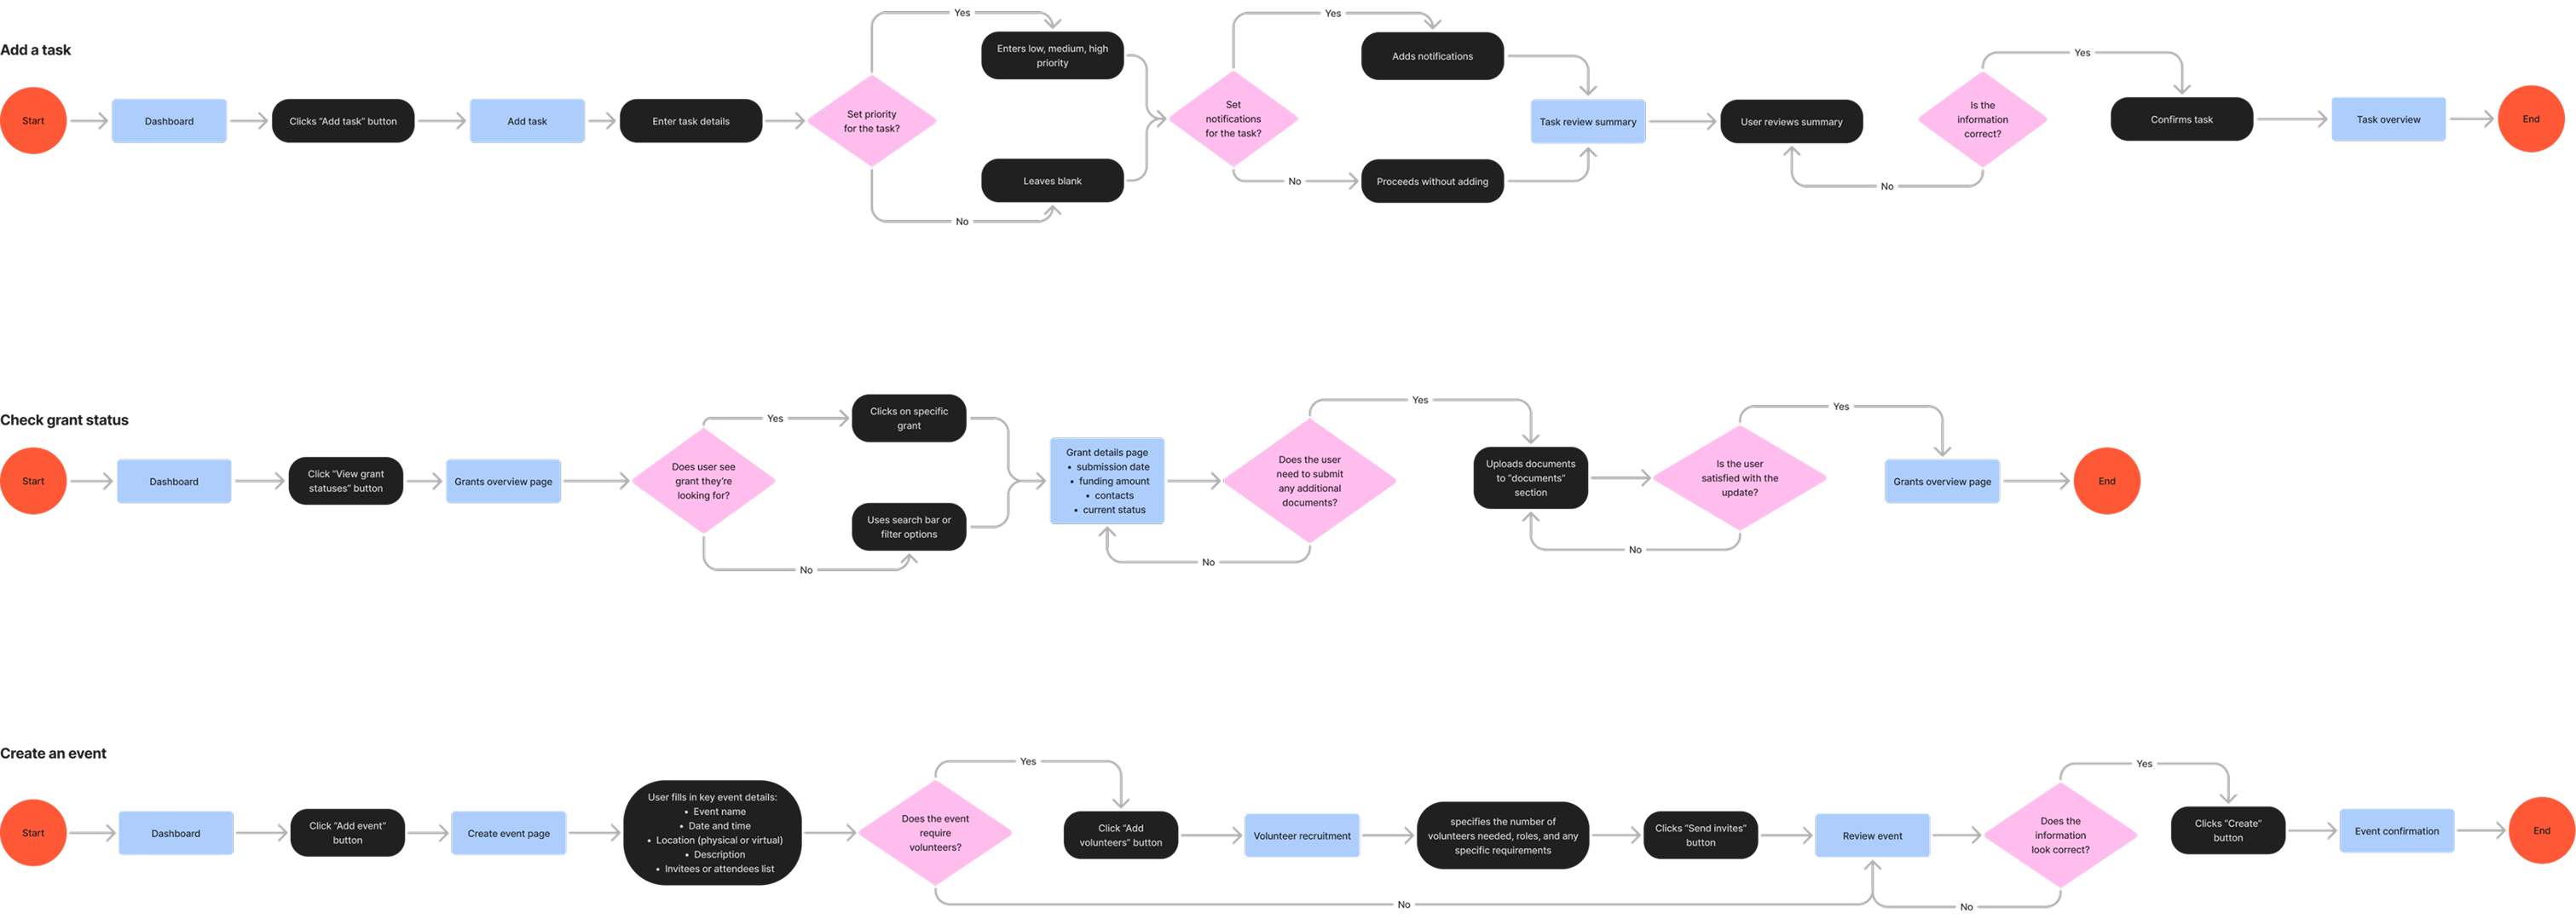 Add a task
Start
Dashboard
Clicks “Add task” button
Add task
Enter task details
Set priority
for the task?
Yes
Enters low, medium, high
priority
No
Leaves blank
Set
notifications
for the task?
Yes
Adds notifications
No
Proceeds without adding
Task review summary
User reviews summary
Is the
information
correct?
Yes
No
Confirms task
Task overview
End
Check grant status
Start
Dashboard
Click “View grant
statuses” button
Grants overview page
Does user see
grant they’re
looking for?
Yes
Clicks on specific
grant
No
Uses search bar or
filter options
Grant details page
• submission date
• funding amount
• contacts
• current status
Does the user
need to submit
any additional
documents?
Yes
No
Uploads documents
to “documents”
section
Is the user
satisfied with the
update?
Yes
No
Grants overview page
End
Create an event
Start
Dashboard
Click “Add event”
button
Create event page
User fills in key event details:
• Event name
• Date and time
• Location (physical or virtual)
• Description
• Invitees or attendees list
Does the event
require
volunteers?
Yes
No
Click “Add
volunteers” button
Volunteer recruitment
specifies the number of
volunteers needed, roles, and any
specific requirements
Clicks “Send invites”
button
Review event
Does the
information
look correct?
Yes
No
Clicks “Create”
button
Event confirmation
End